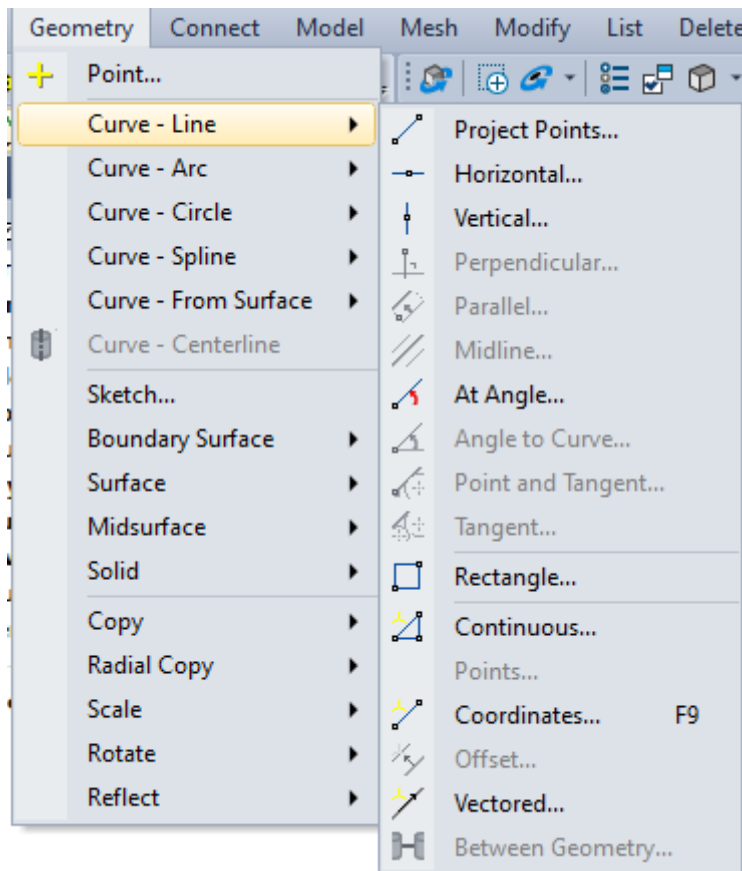 Geometry Connect Model Mesh Modify List Delete
Point...
Curve - Line
Curve - Arc
Curve - Circle
Curve - Spline
Curve - From Surface
Curve - Centerline
Sketch...
Boundary Surface
Surface
Midsurface
Solid
Copy
Radial Copy
Scale
Rotate
Reflect
Project Points...
Horizontal...
Vertical...
Perpendicular...
Parallel...
Midline...
At Angle...
Angle to Curve...
Point and Tangent...
Tangent...
Rectangle...
Continuous...
Points...
Coordinates... F9
Offset...
Vectored...
Between Geometry...